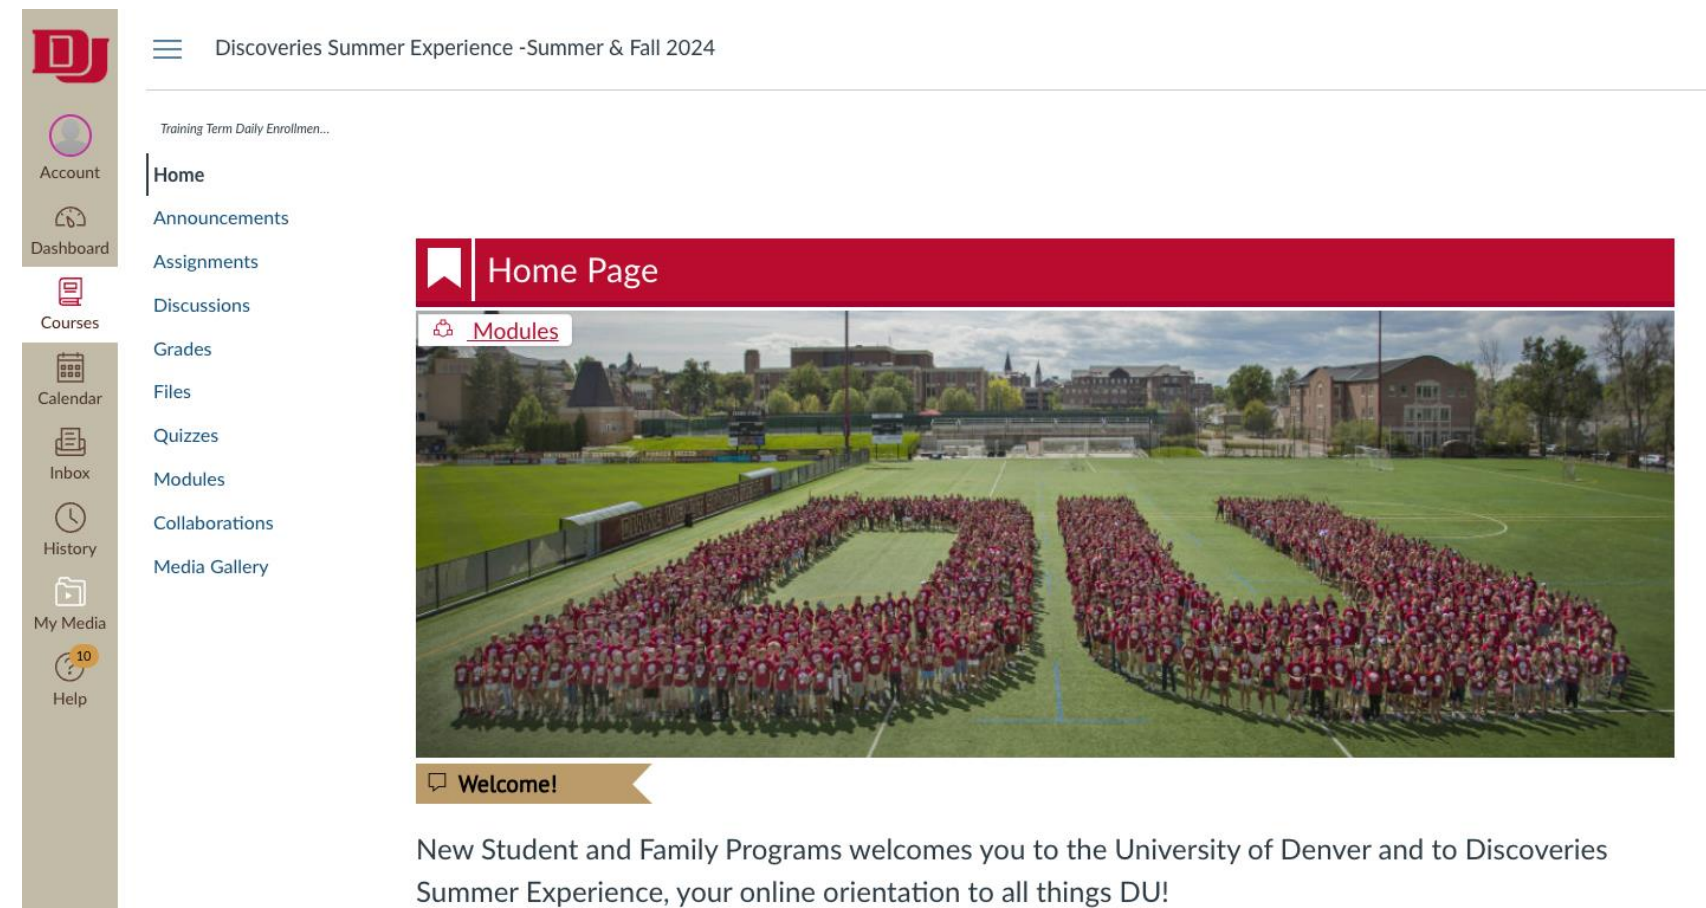 DU
Discoveries Summer Experience -Summer & Fall 2024
Training Term Daily Enrollmen...
Account
Dashboard
Courses
Calendar
Inbox
History
My Media
10
Help
Home
Announcements
Assignments
Discussions
Grades
Files
Quizzes
Modules
Collaborations
Media Gallery
Home Page
Modules
DU
Welcome!
New Student and Family Programs welcomes you to the University of Denver and to Discoveries
Summer Experience, your online orientation to all things DU!